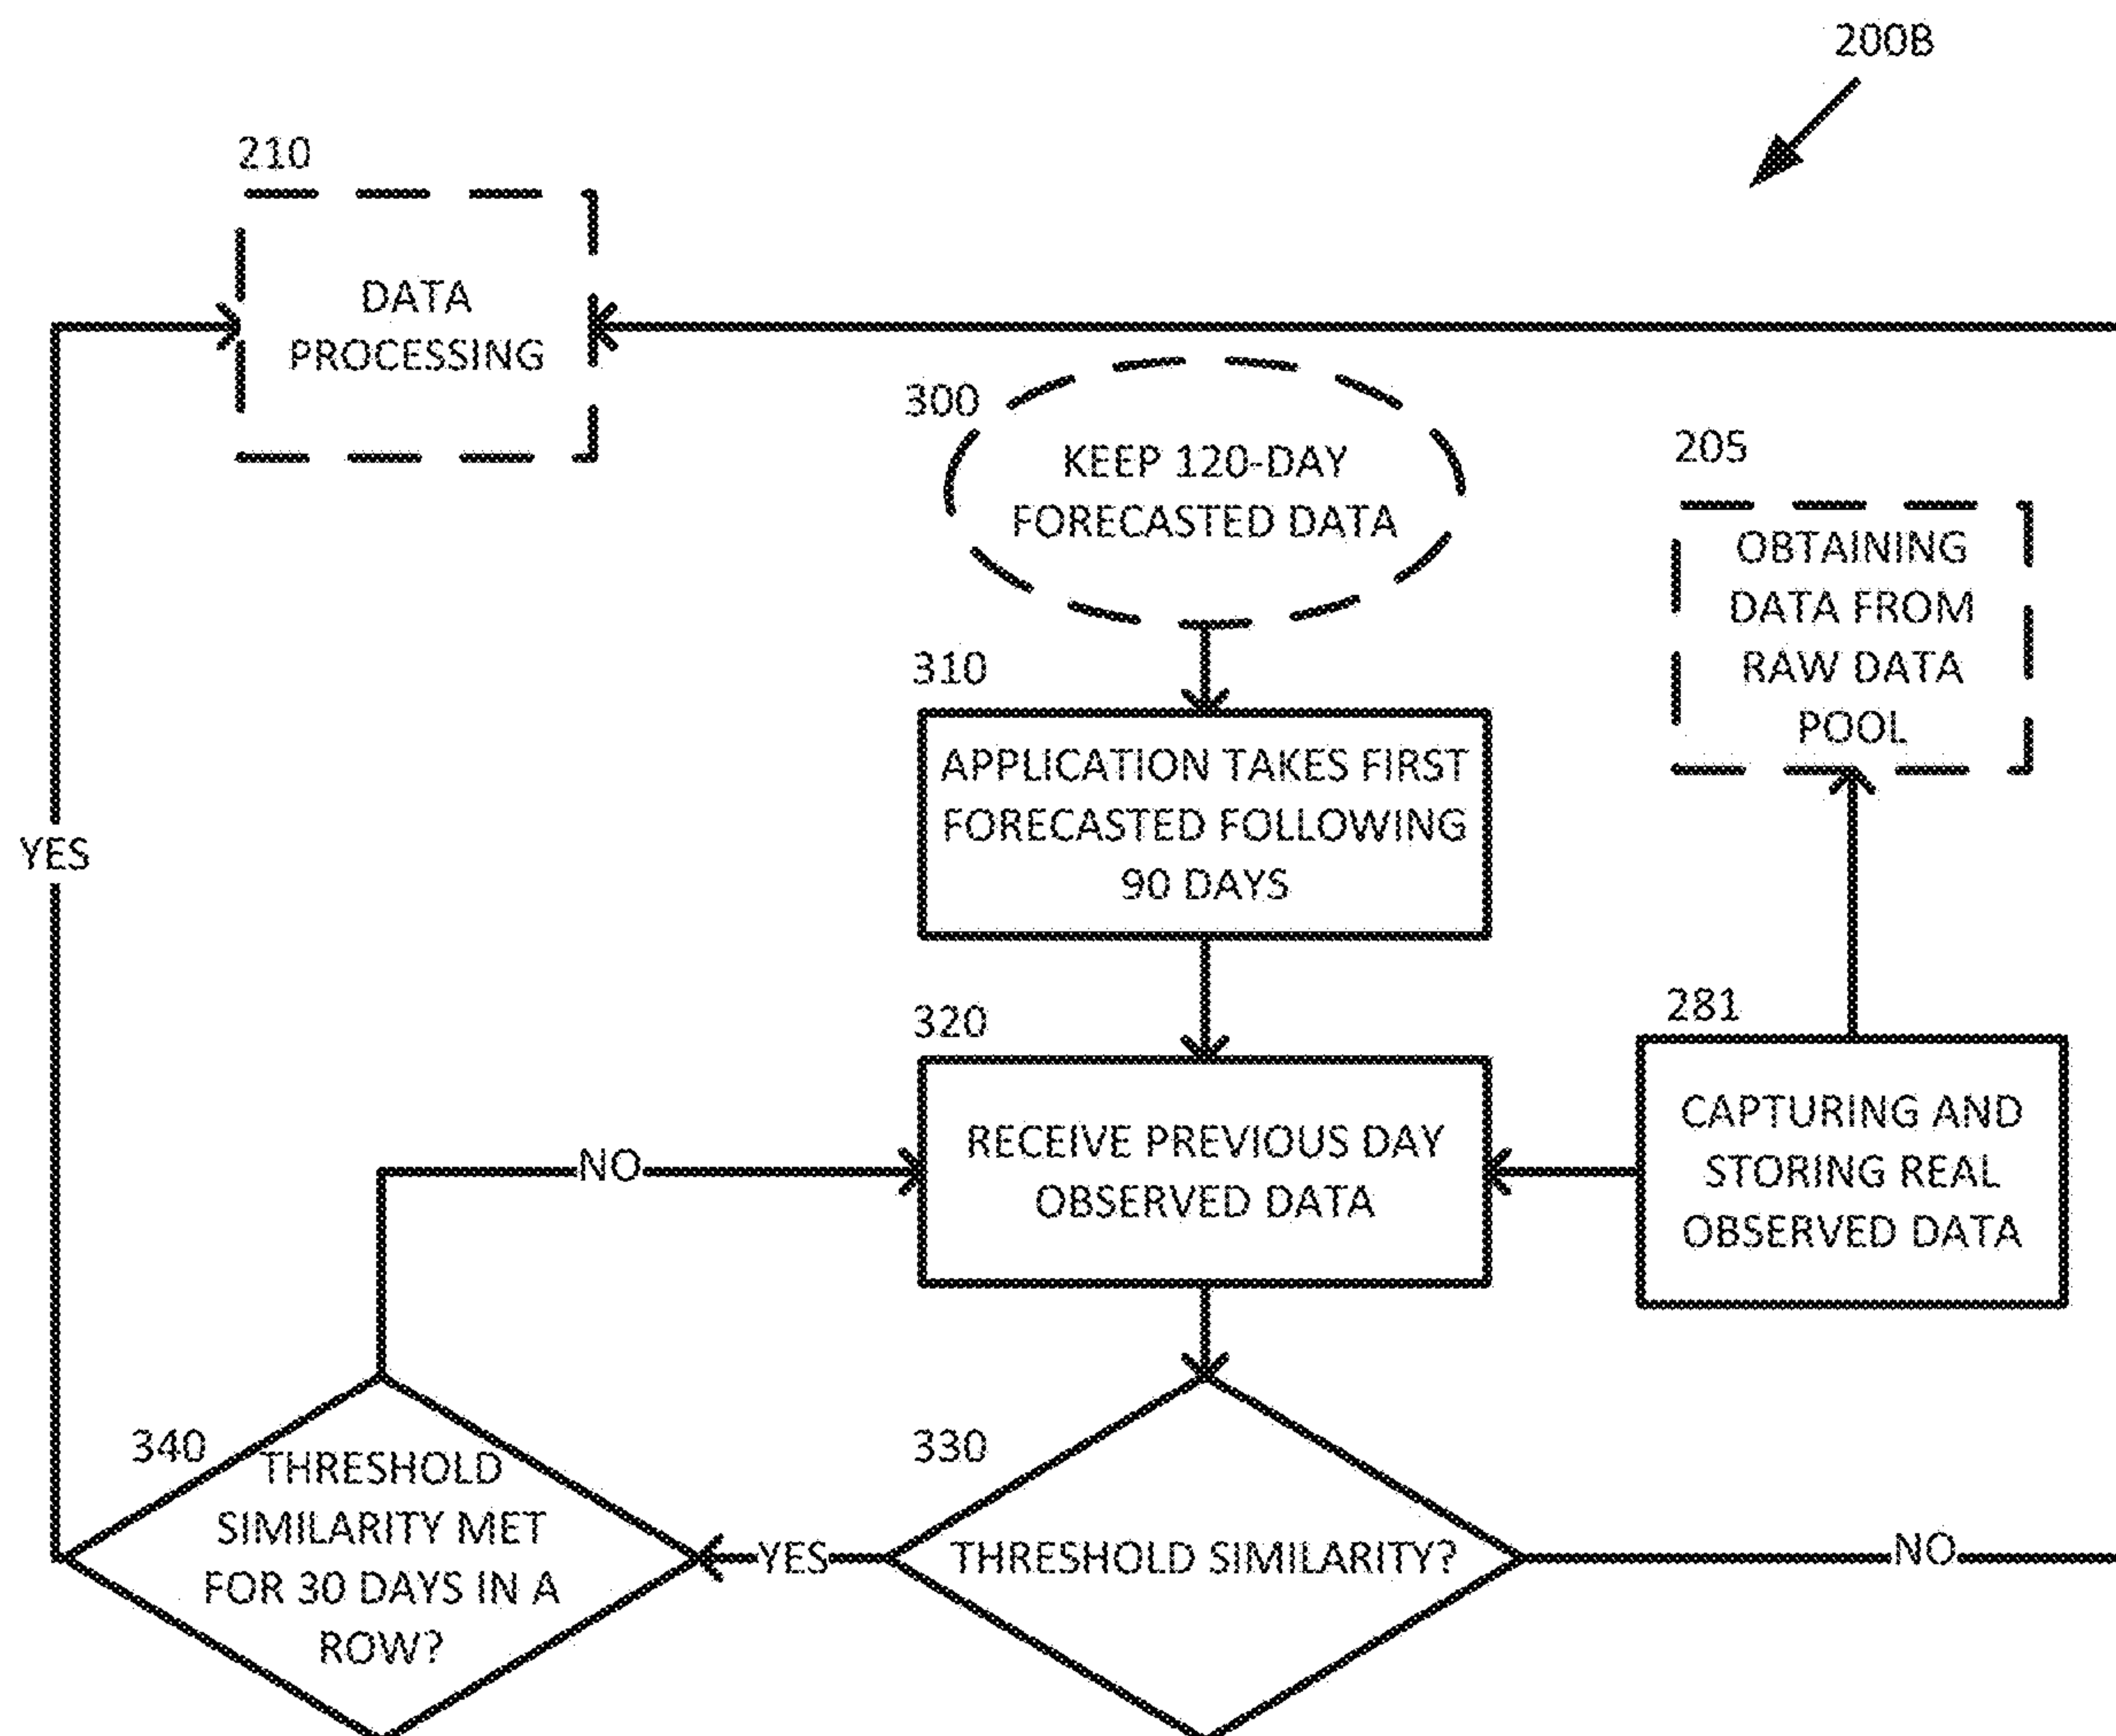 200B
210
DATA
PROCESSING
300
KEEP 120-DAY
FORECASTED DATA
205
OBTAINING
DATA FROM
RAW DATA
POOL
310
APPLICATION TAKES FIRST
FORECASTED FOLLOWING
90 DAYS
YES
320
RECEIVE PREVIOUS DAY
OBSERVED DATA
281
CAPTURING AND
STORING REAL
OBSERVED DATA
NO
340
THRESHOLD
SIMILARITY MET
FOR 30 DAYS IN A
ROW?
YES
330
THRESHOLD SIMILARITY?
NO